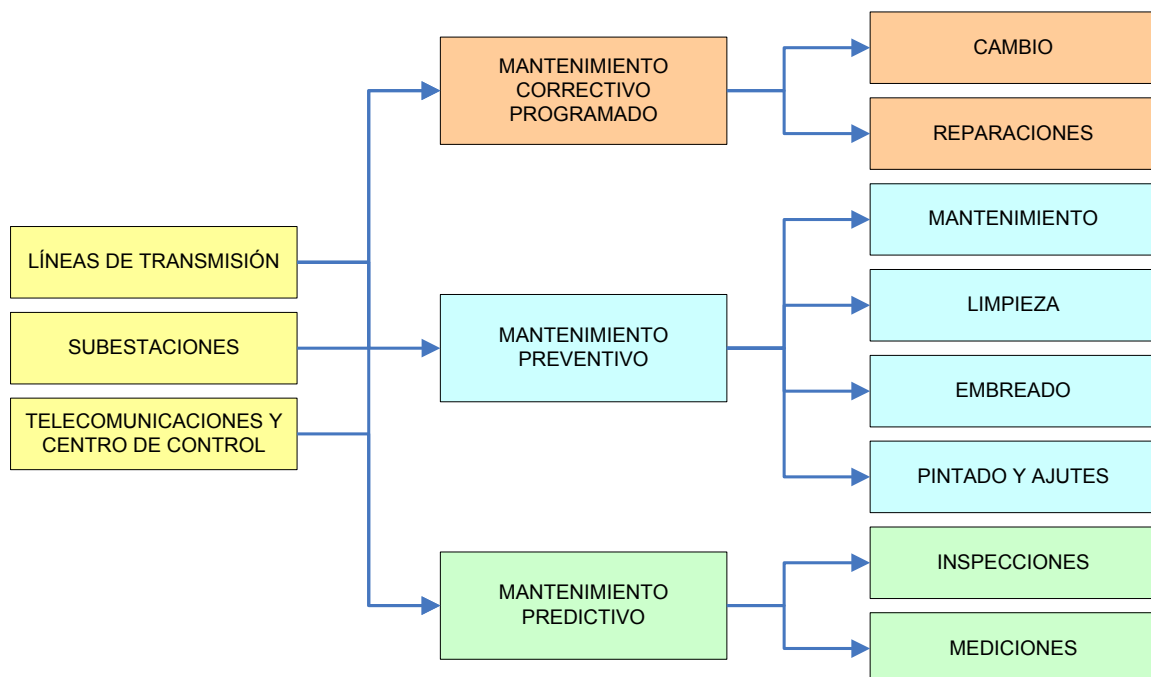 LÍNEAS DE TRANSMISIÓN
SUBESTACIONES
TELECOMUNICACIONES Y
CENTRO DE CONTROL
MANTENIMIENTO
CORRECTIVO
PROGRAMADO
MANTENIMIENTO
PREVENTIVO
MANTENIMIENTO
PREDICTIVO
CAMBIO
REPARACIONES
MANTENIMIENTO
LIMPIEZA
EMBREADO
PINTADO Y AJUTES
INSPECCIONES
MEDICIONES